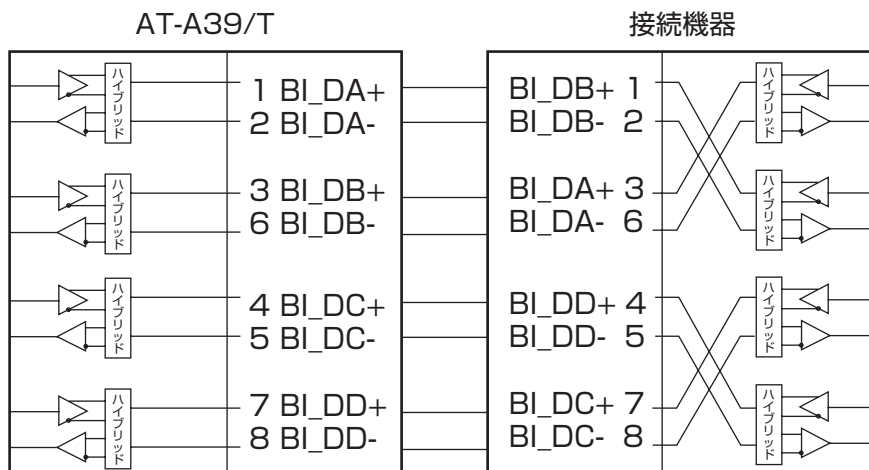 AT-A39/T
接続機器
ハイブリッド
1 BI_DA+
2 BI_DA-
ハイブリッド
3 BI_DB+
6 BI_DB-
ハイブリッド
4 BI_DC+
5 BI_DC-
ハイブリッド
7 BI_DD+
8 BI_DD-
BI_DB+ 1
BI_DB- 2
ハイブリッド
BI_DA+ 3
BI_DA- 6
ハイブリッド
BI_DD+ 4
BI_DD- 5
ハイブリッド
BI_DC+ 7
BI_DC- 8
ハイブリッド